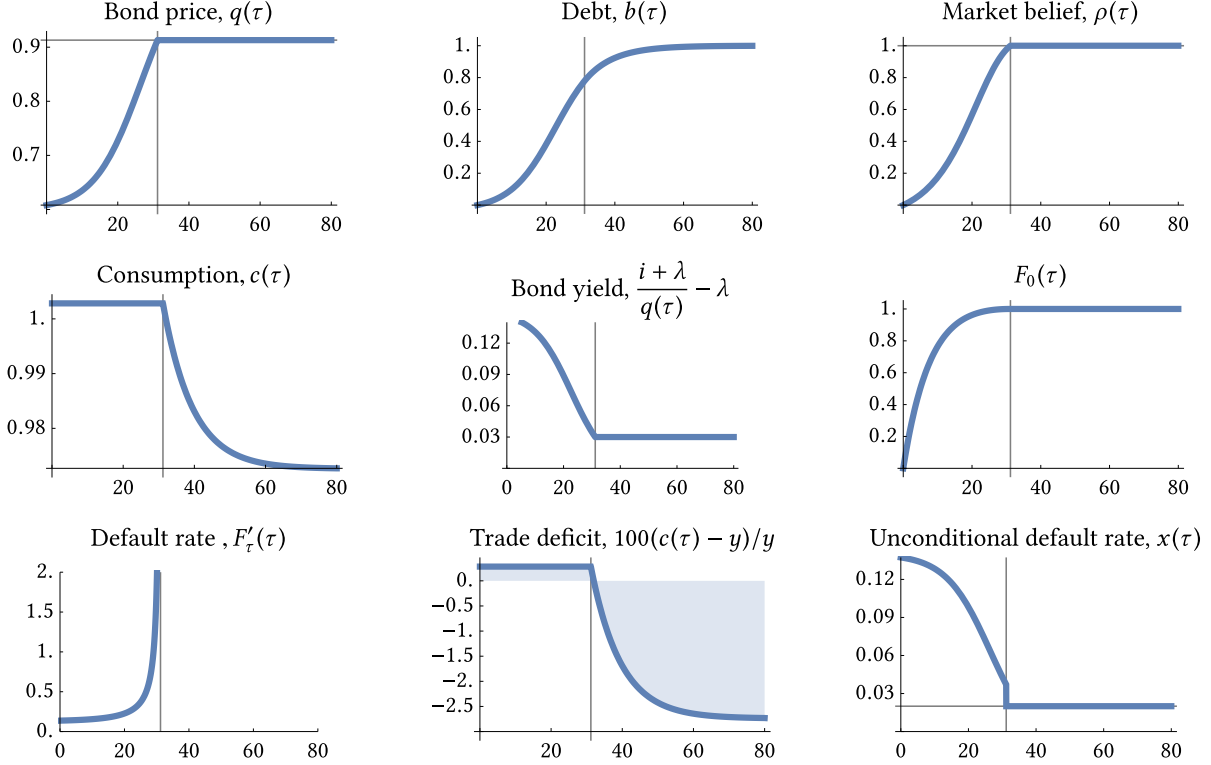 Bond price, q(τ)
0.9
0.8
0.7
20 40 60 80
Debt, b(τ)
1.
0.8
0.6
0.4
0.2
20 40 60 80
Market belief, ρ(τ)
1.
0.8
0.6
0.4
0.2
20 40 60 80
Consumption, c(τ)
1.
0.99
0.98
20 40 60 80
Bond yield, (i + λ)/q(τ) − λ
0.12
0.09
0.06
0.03
0 20 40 60 80
F₀(τ)
1.
0.8
0.6
0.4
0.2
20 40 60 80
Default rate , F′τ(τ)
2.
1.5
1.
0.5
0.
0 20 40 60 80
Trade deficit, 100(c(τ) − y)/y
0.
−0.5
−1.
−1.5
−2.
−2.5
20 40 60 80
Unconditional default rate, x(τ)
0.12
0.09
0.06
0.03
0 20 40 60 80